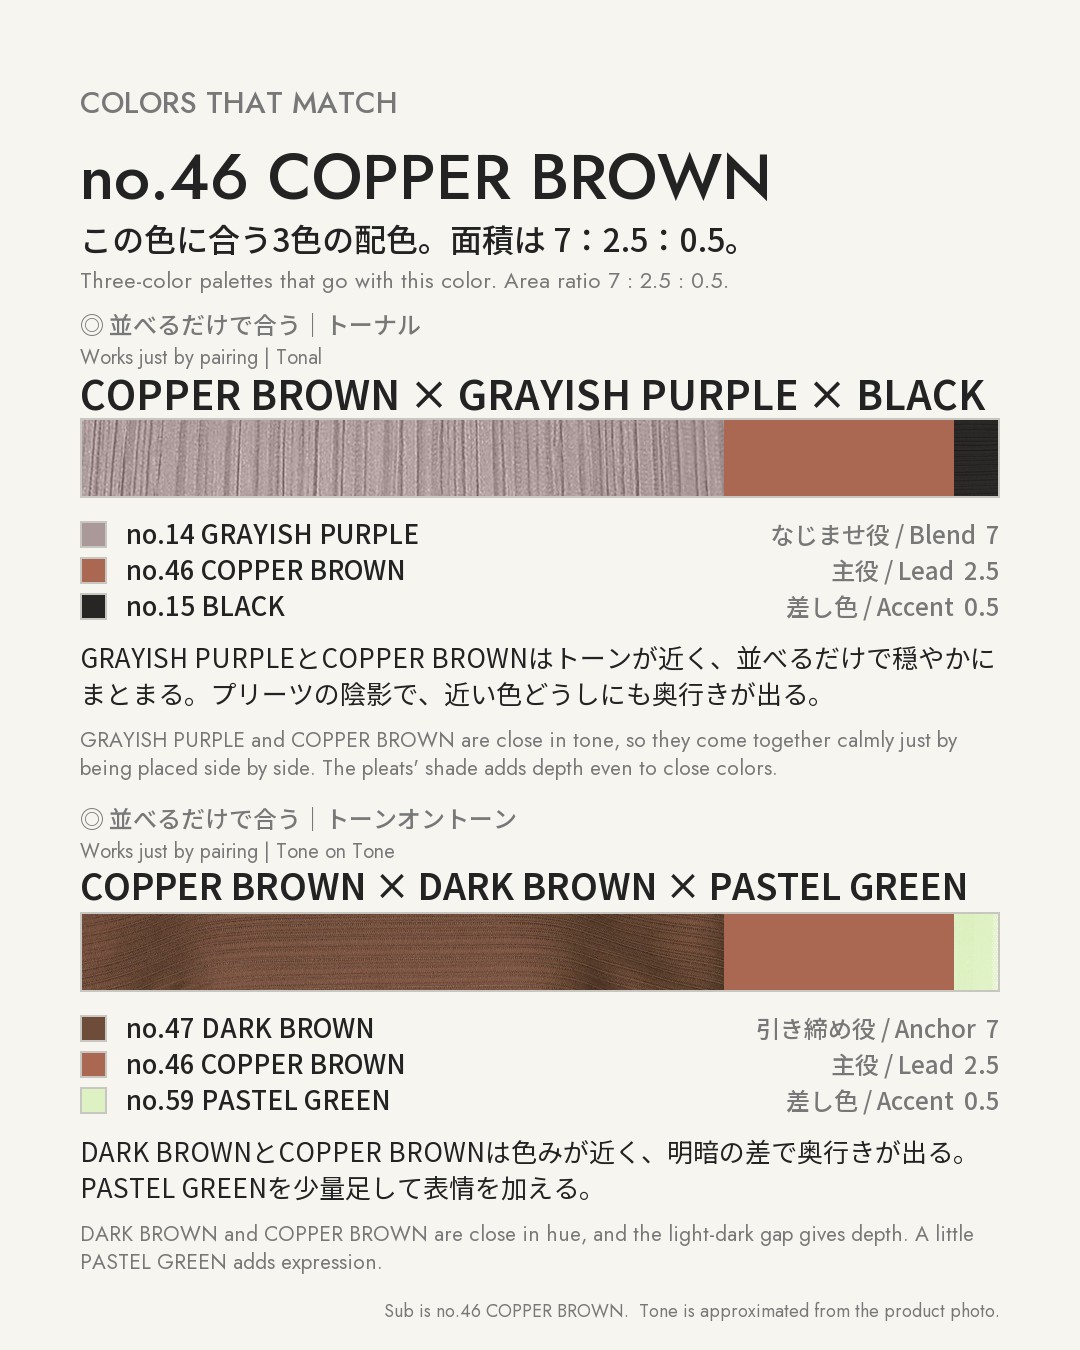 COLORS THAT MATCH
no.46 COPPER BROWN
この色に合う3色の配色。面積は 7：2.5：0.5。
Three-color palettes that go with this color. Area ratio 7 : 2.5 : 0.5.
◎ 並べるだけで合う｜トーナル
Works just by pairing | Tonal
COPPER BROWN × GRAYISH PURPLE × BLACK
no.14 GRAYISH PURPLE なじませ役 / Blend 7
no.46 COPPER BROWN 主役 / Lead 2.5
no.15 BLACK 差し色 / Accent 0.5
GRAYISH PURPLEとCOPPER BROWNはトーンが近く、並べるだけで穏やかに
まとまる。プリーツの陰影で、近い色どうしにも奥行きが出る。
GRAYISH PURPLE and COPPER BROWN are close in tone, so they come together calmly just by
being placed side by side. The pleats' shade adds depth even to close colors.
◎ 並べるだけで合う｜トーンオントーン
Works just by pairing | Tone on Tone
COPPER BROWN × DARK BROWN × PASTEL GREEN
no.47 DARK BROWN 引き締め役 / Anchor 7
no.46 COPPER BROWN 主役 / Lead 2.5
no.59 PASTEL GREEN 差し色 / Accent 0.5
DARK BROWNとCOPPER BROWNは色みが近く、明暗の差で奥行きが出る。
PASTEL GREENを少量足して表情を加える。
DARK BROWN and COPPER BROWN are close in hue, and the light-dark gap gives depth. A little
PASTEL GREEN adds expression.
Sub is no.46 COPPER BROWN. Tone is approximated from the product photo.